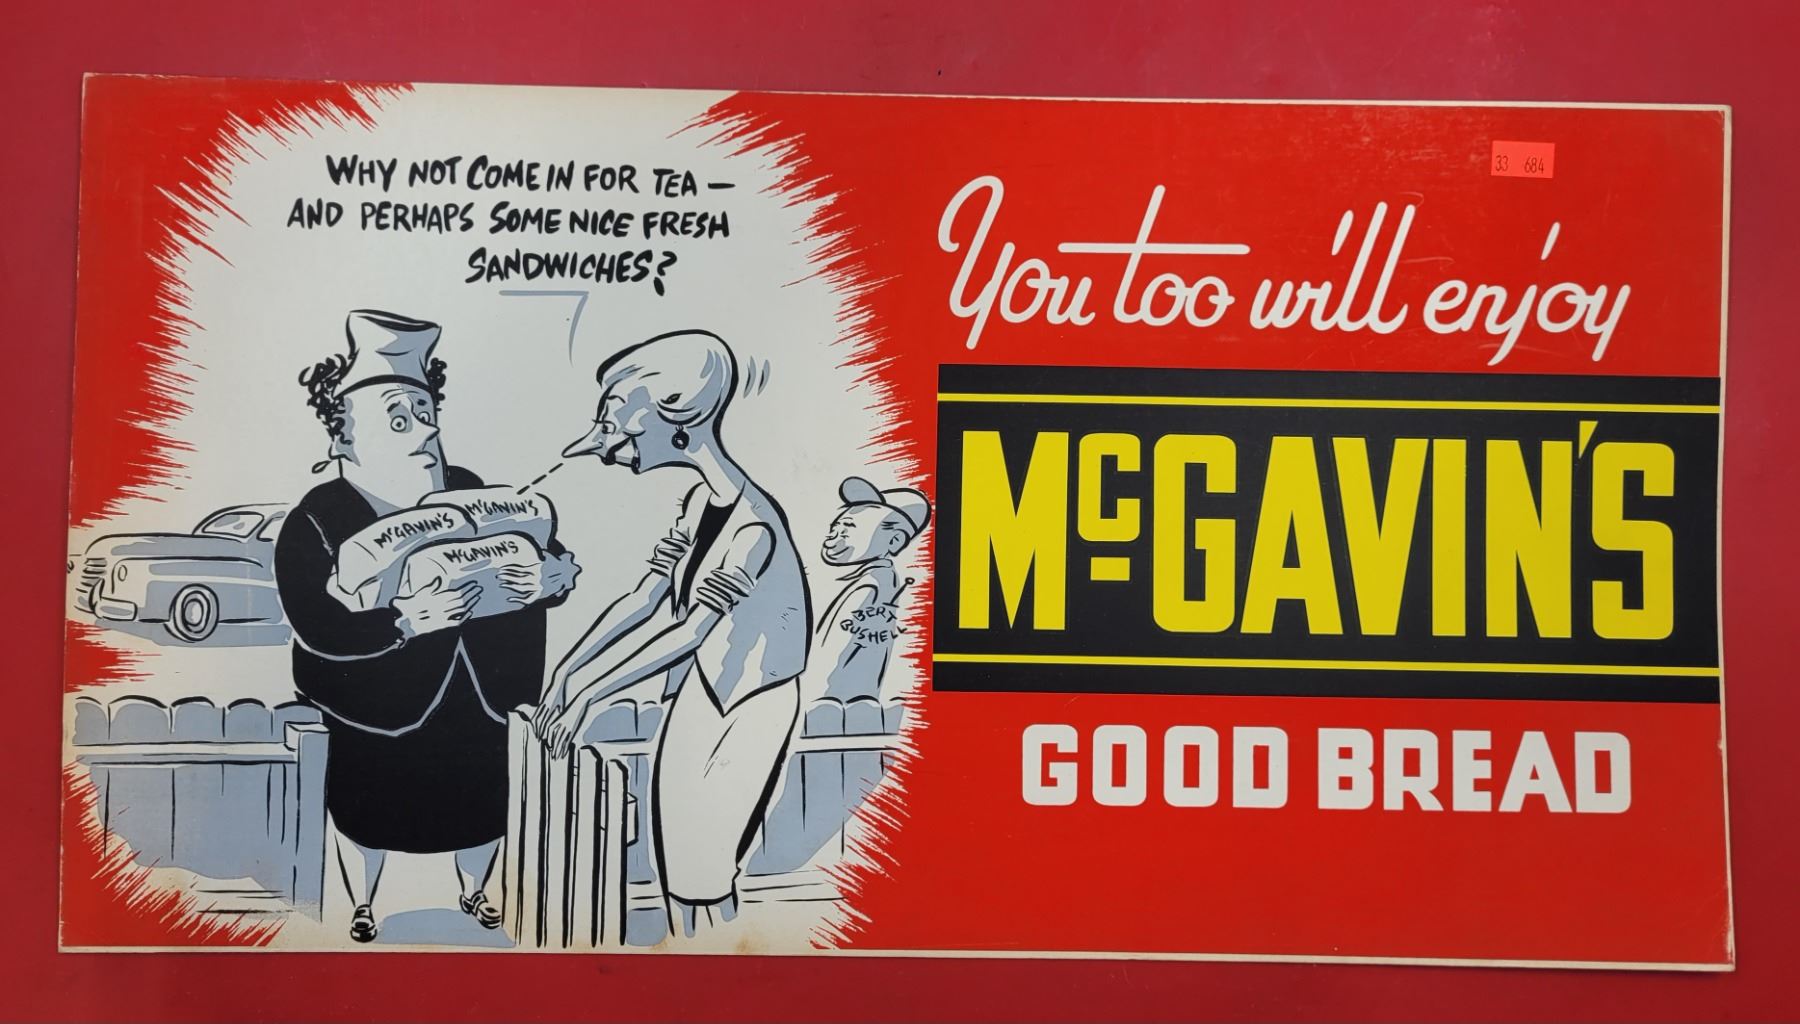 WHY NOT COME IN FOR TEA —
AND PERHAPS SOME NICE FRESH
SANDWICHES?
McGAVIN'S
McGAVIN'S
McGAVIN'S
BERT
BUSHELL
33 684
You too will enjoy
McGAVIN'S
GOOD BREAD